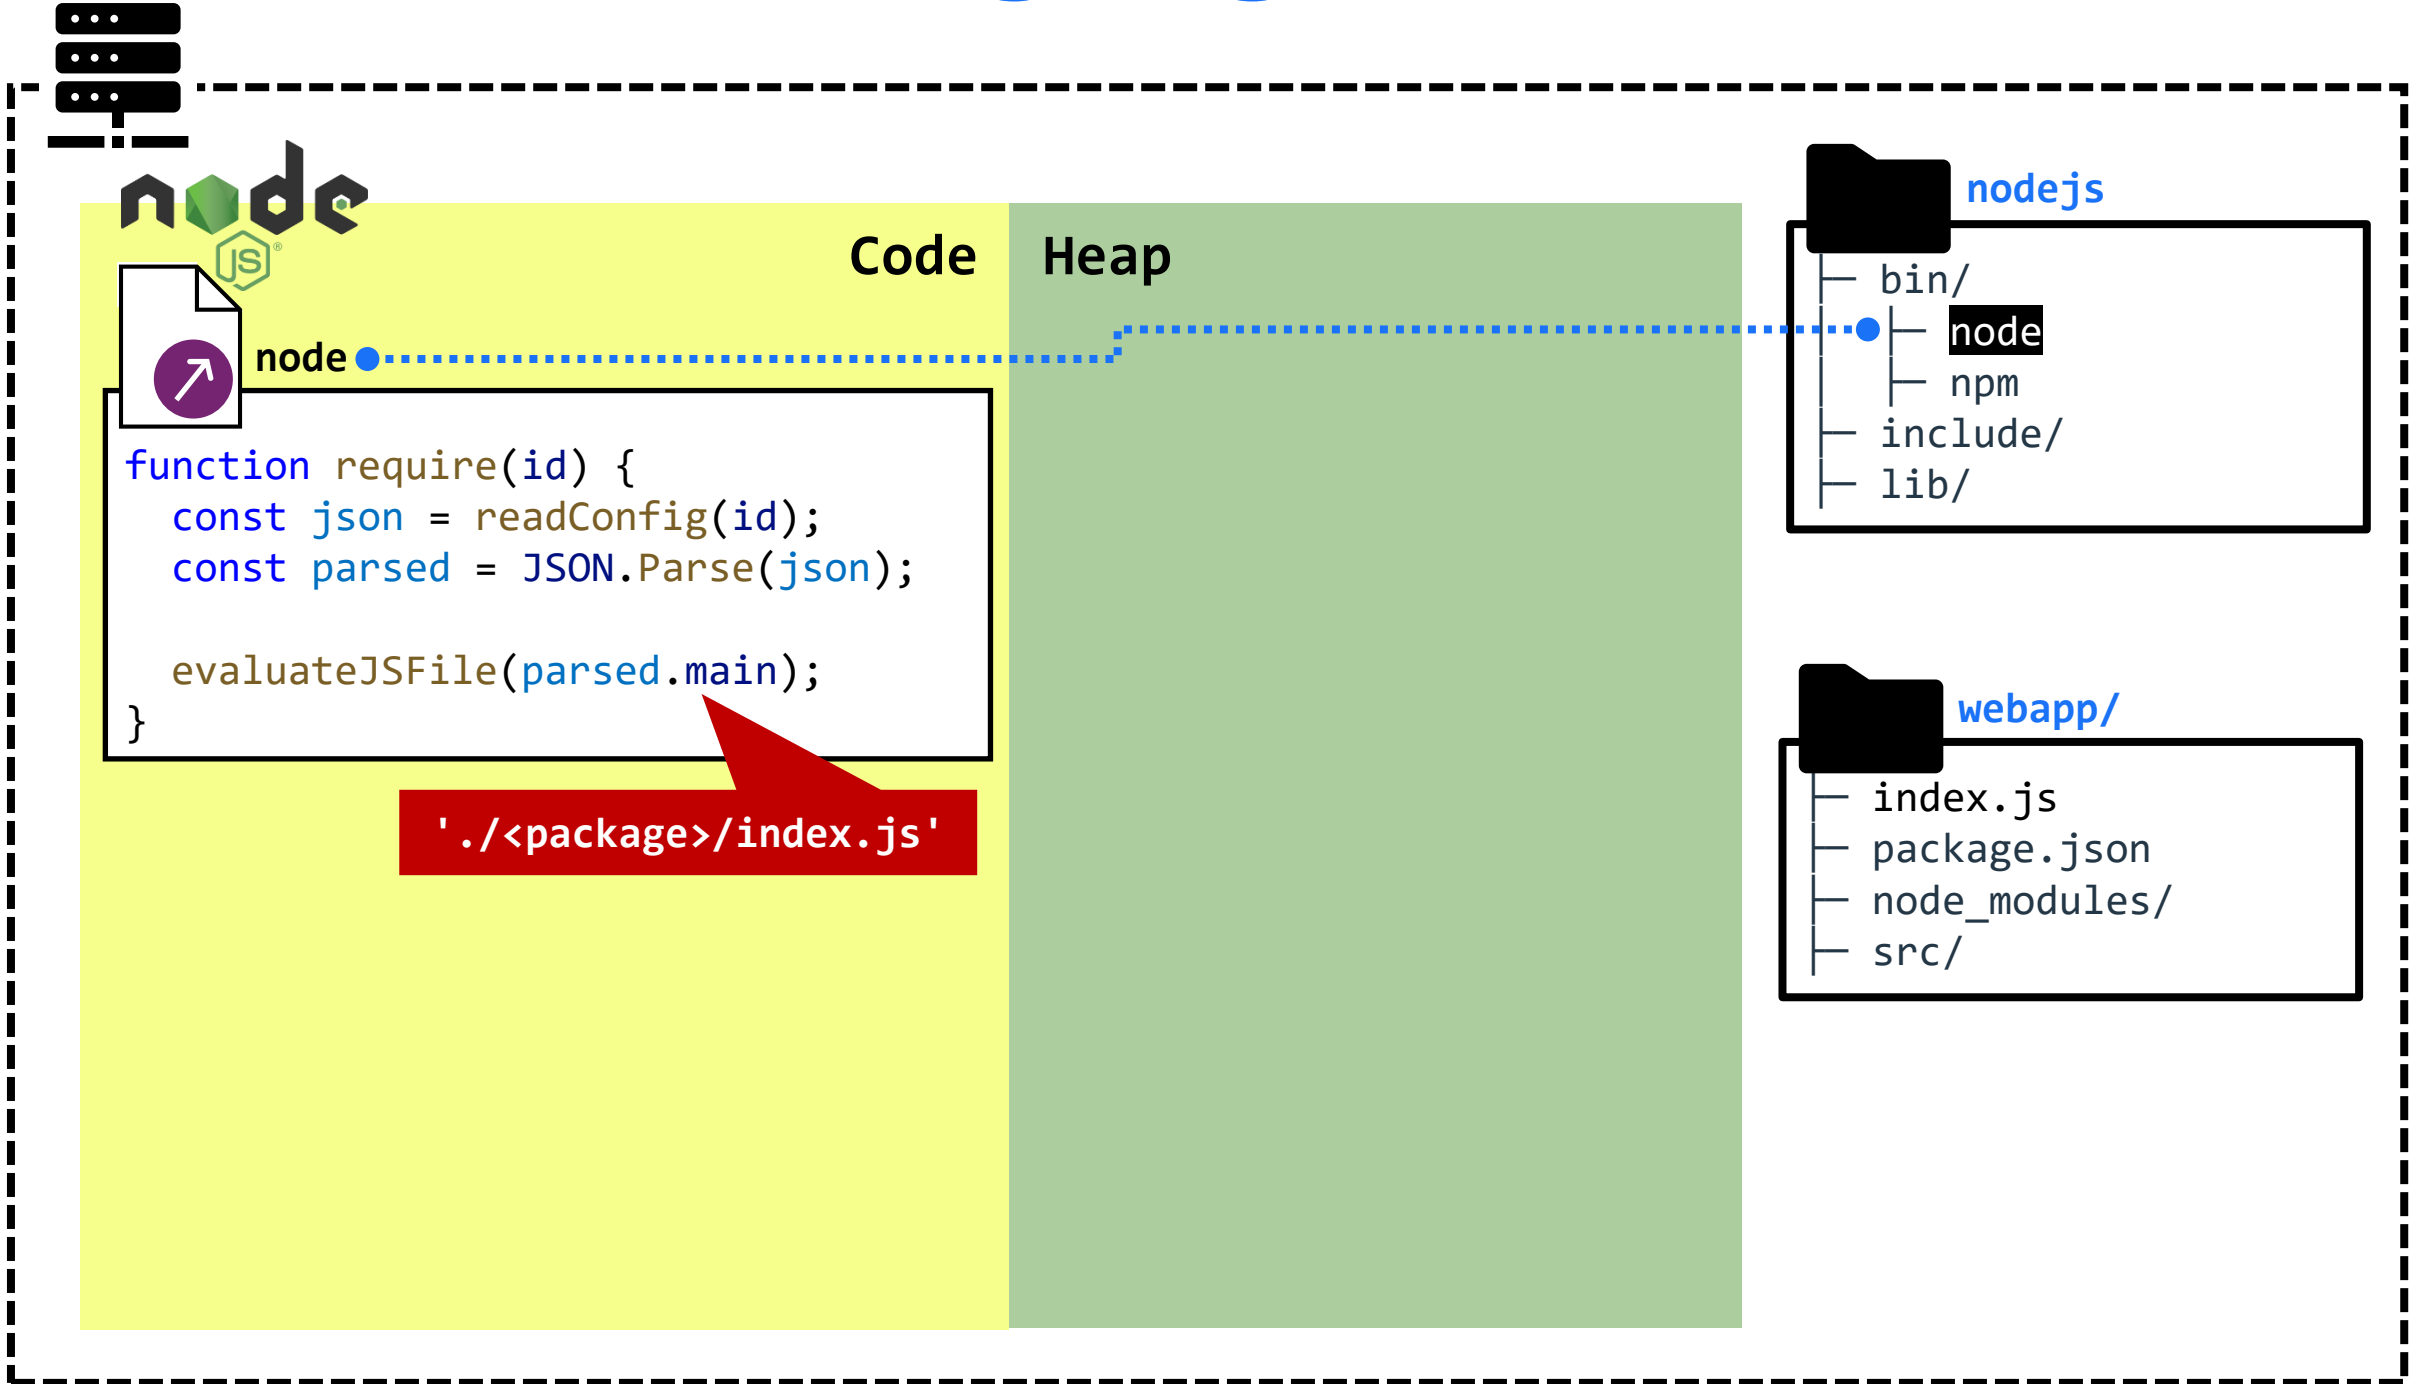 node
JS
®
Code
Heap
node
function require(id) {
  const json = readConfig(id);
  const parsed = JSON.Parse(json);
  evaluateJSFile(parsed.main);
}
'./<package>/index.js'
nodejs
├─ bin/
│  ├─ node
│  ├─ npm
├─ include/
├─ lib/
webapp/
├─ index.js
├─ package.json
├─ node_modules/
├─ src/